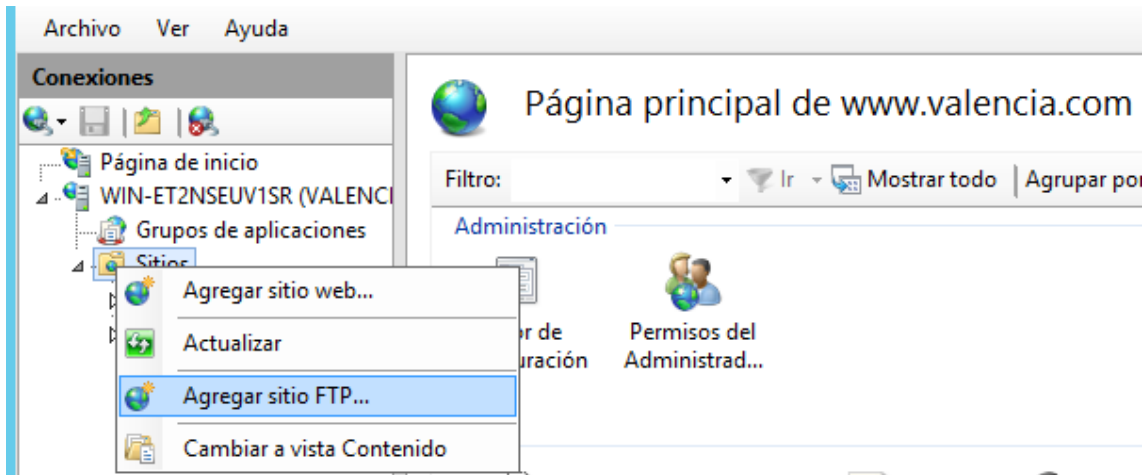 Archivo Ver Ayuda
Conexiones
Página principal de www.valencia.com
Página de inicio
Filtro: Ir Mostrar todo Agrupar por
WIN-ET2NSEUV1SR (VALENCI
Administración
Grupos de aplicaciones
Sitios
Agregar sitio web...
Actualizar
Permisos del
Administrad...
Agregar sitio FTP...
Cambiar a vista Contenido